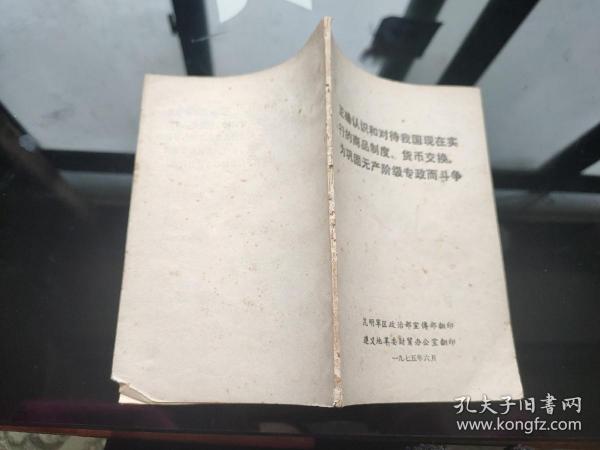 正确认识和对待我国现在实
行的商品制度、货币交换。
为巩固无产阶级专政而斗争
昆明军区政治部宣傳部翻印
遵义地革委财贸办公室翻印
一九七五年六月
孔夫子旧书网
www.kongfz.com